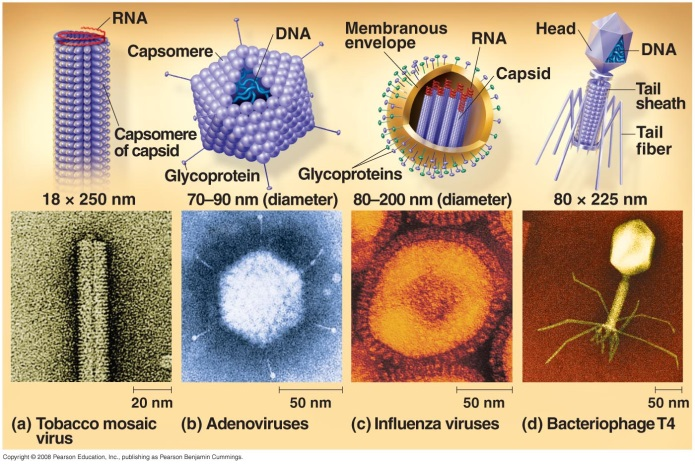 RNA
Capsomere
of capsid
18 × 250 nm
20 nm
(a) Tobacco mosaic
virus
Capsomere
DNA
Glycoprotein
70–90 nm (diameter)
50 nm
(b) Adenoviruses
Membranous
envelope
RNA
Capsid
Glycoproteins
80–200 nm (diameter)
50 nm
(c) Influenza viruses
Head
DNA
Tail
sheath
Tail
fiber
80 × 225 nm
50 nm
(d) Bacteriophage T4
Copyright © 2008 Pearson Education, Inc., publishing as Pearson Benjamin Cummings.